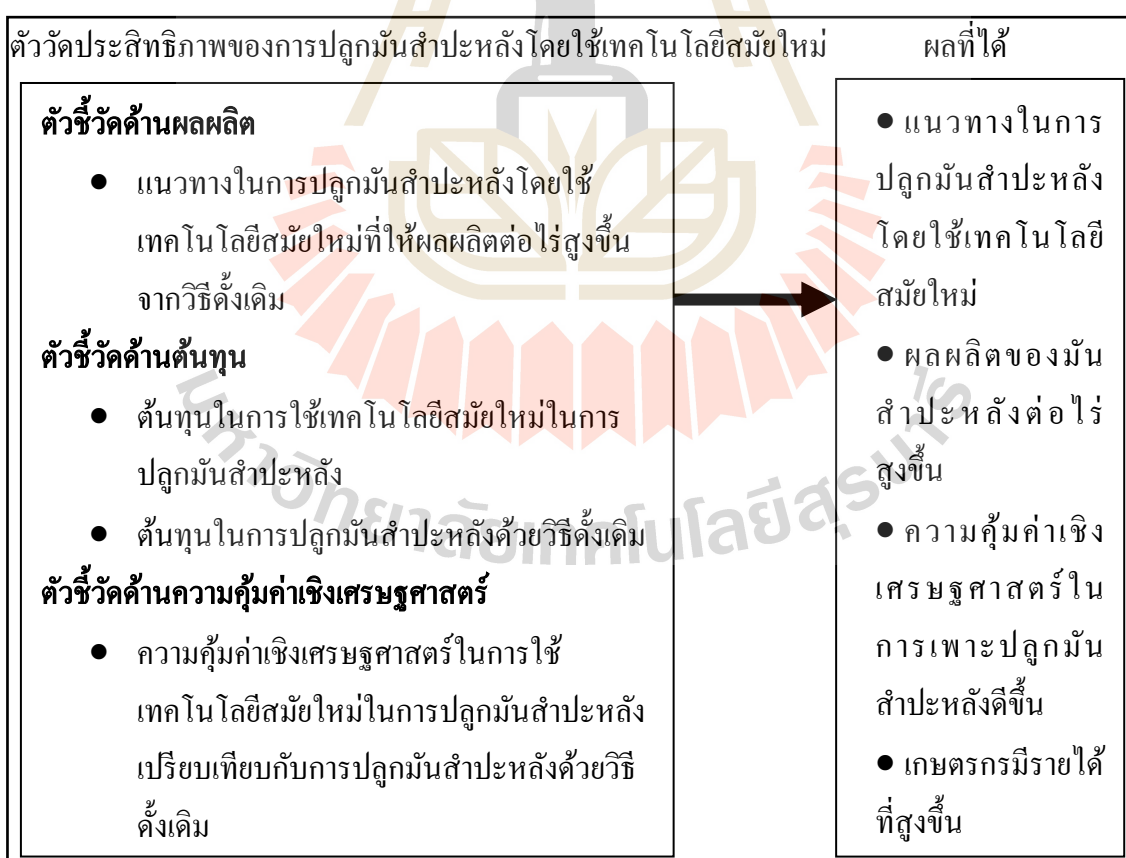 ตัววัดประสิทธิภาพของการปลูกมันสำปะหลังโดยใช้เทคโนโลยีสมัยใหม่
ตัวชี้วัดด้านผลผลิต
● แนวทางในการปลูกมันสำปะหลังโดยใช้
เทคโนโลยีสมัยใหม่ที่ให้ผลผลิตต่อไร่สูงขึ้น
จากวิธีดั้งเดิม
ตัวชี้วัดด้านต้นทุน
● ต้นทุนในการใช้เทคโนโลยีสมัยใหม่ในการ
ปลูกมันสำปะหลัง
● ต้นทุนในการปลูกมันสำปะหลังด้วยวิธีดั้งเดิม
ตัวชี้วัดด้านความคุ้มค่าเชิงเศรษฐศาสตร์
● ความคุ้มค่าเชิงเศรษฐศาสตร์ในการใช้
เทคโนโลยีสมัยใหม่ในการปลูกมันสำปะหลัง
เปรียบเทียบกับการปลูกมันสำปะหลังด้วยวิธี
ดั้งเดิม
ผลที่ได้
● แนวทางในการ
ปลูกมันสำปะหลัง
โดยใช้เทคโนโลยี
สมัยใหม่
● ผลผลิตของมัน
สำปะหลังต่อไร่
สูงขึ้น
● ความคุ้มค่าเชิง
เศรษฐศาสตร์ใน
การเพาะปลูกมัน
สำปะหลังดีขึ้น
● เกษตรกรมีรายได้
ที่สูงขึ้น
มหาวิทยาลัยเทคโนโลยีสุรนารี